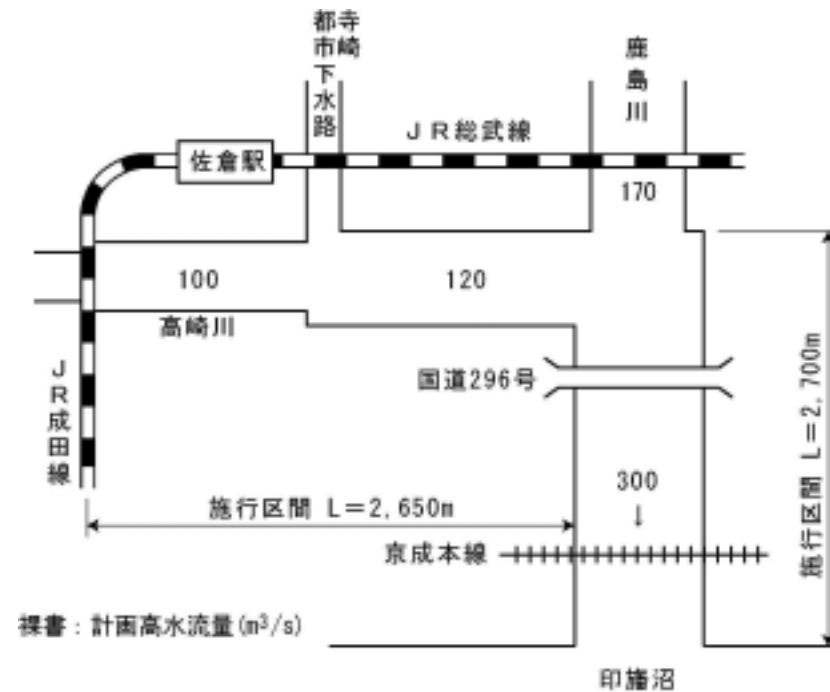 寺崎
都市下水路
鹿島川
JR総武線
佐倉駅
170
100
120
高崎川
国道296号
JR成田線
300
↓
施行区間 L=2,700m
施行区間 L=2,650m
京成本線
裸書:計画高水流量(m³/s)
印旛沼